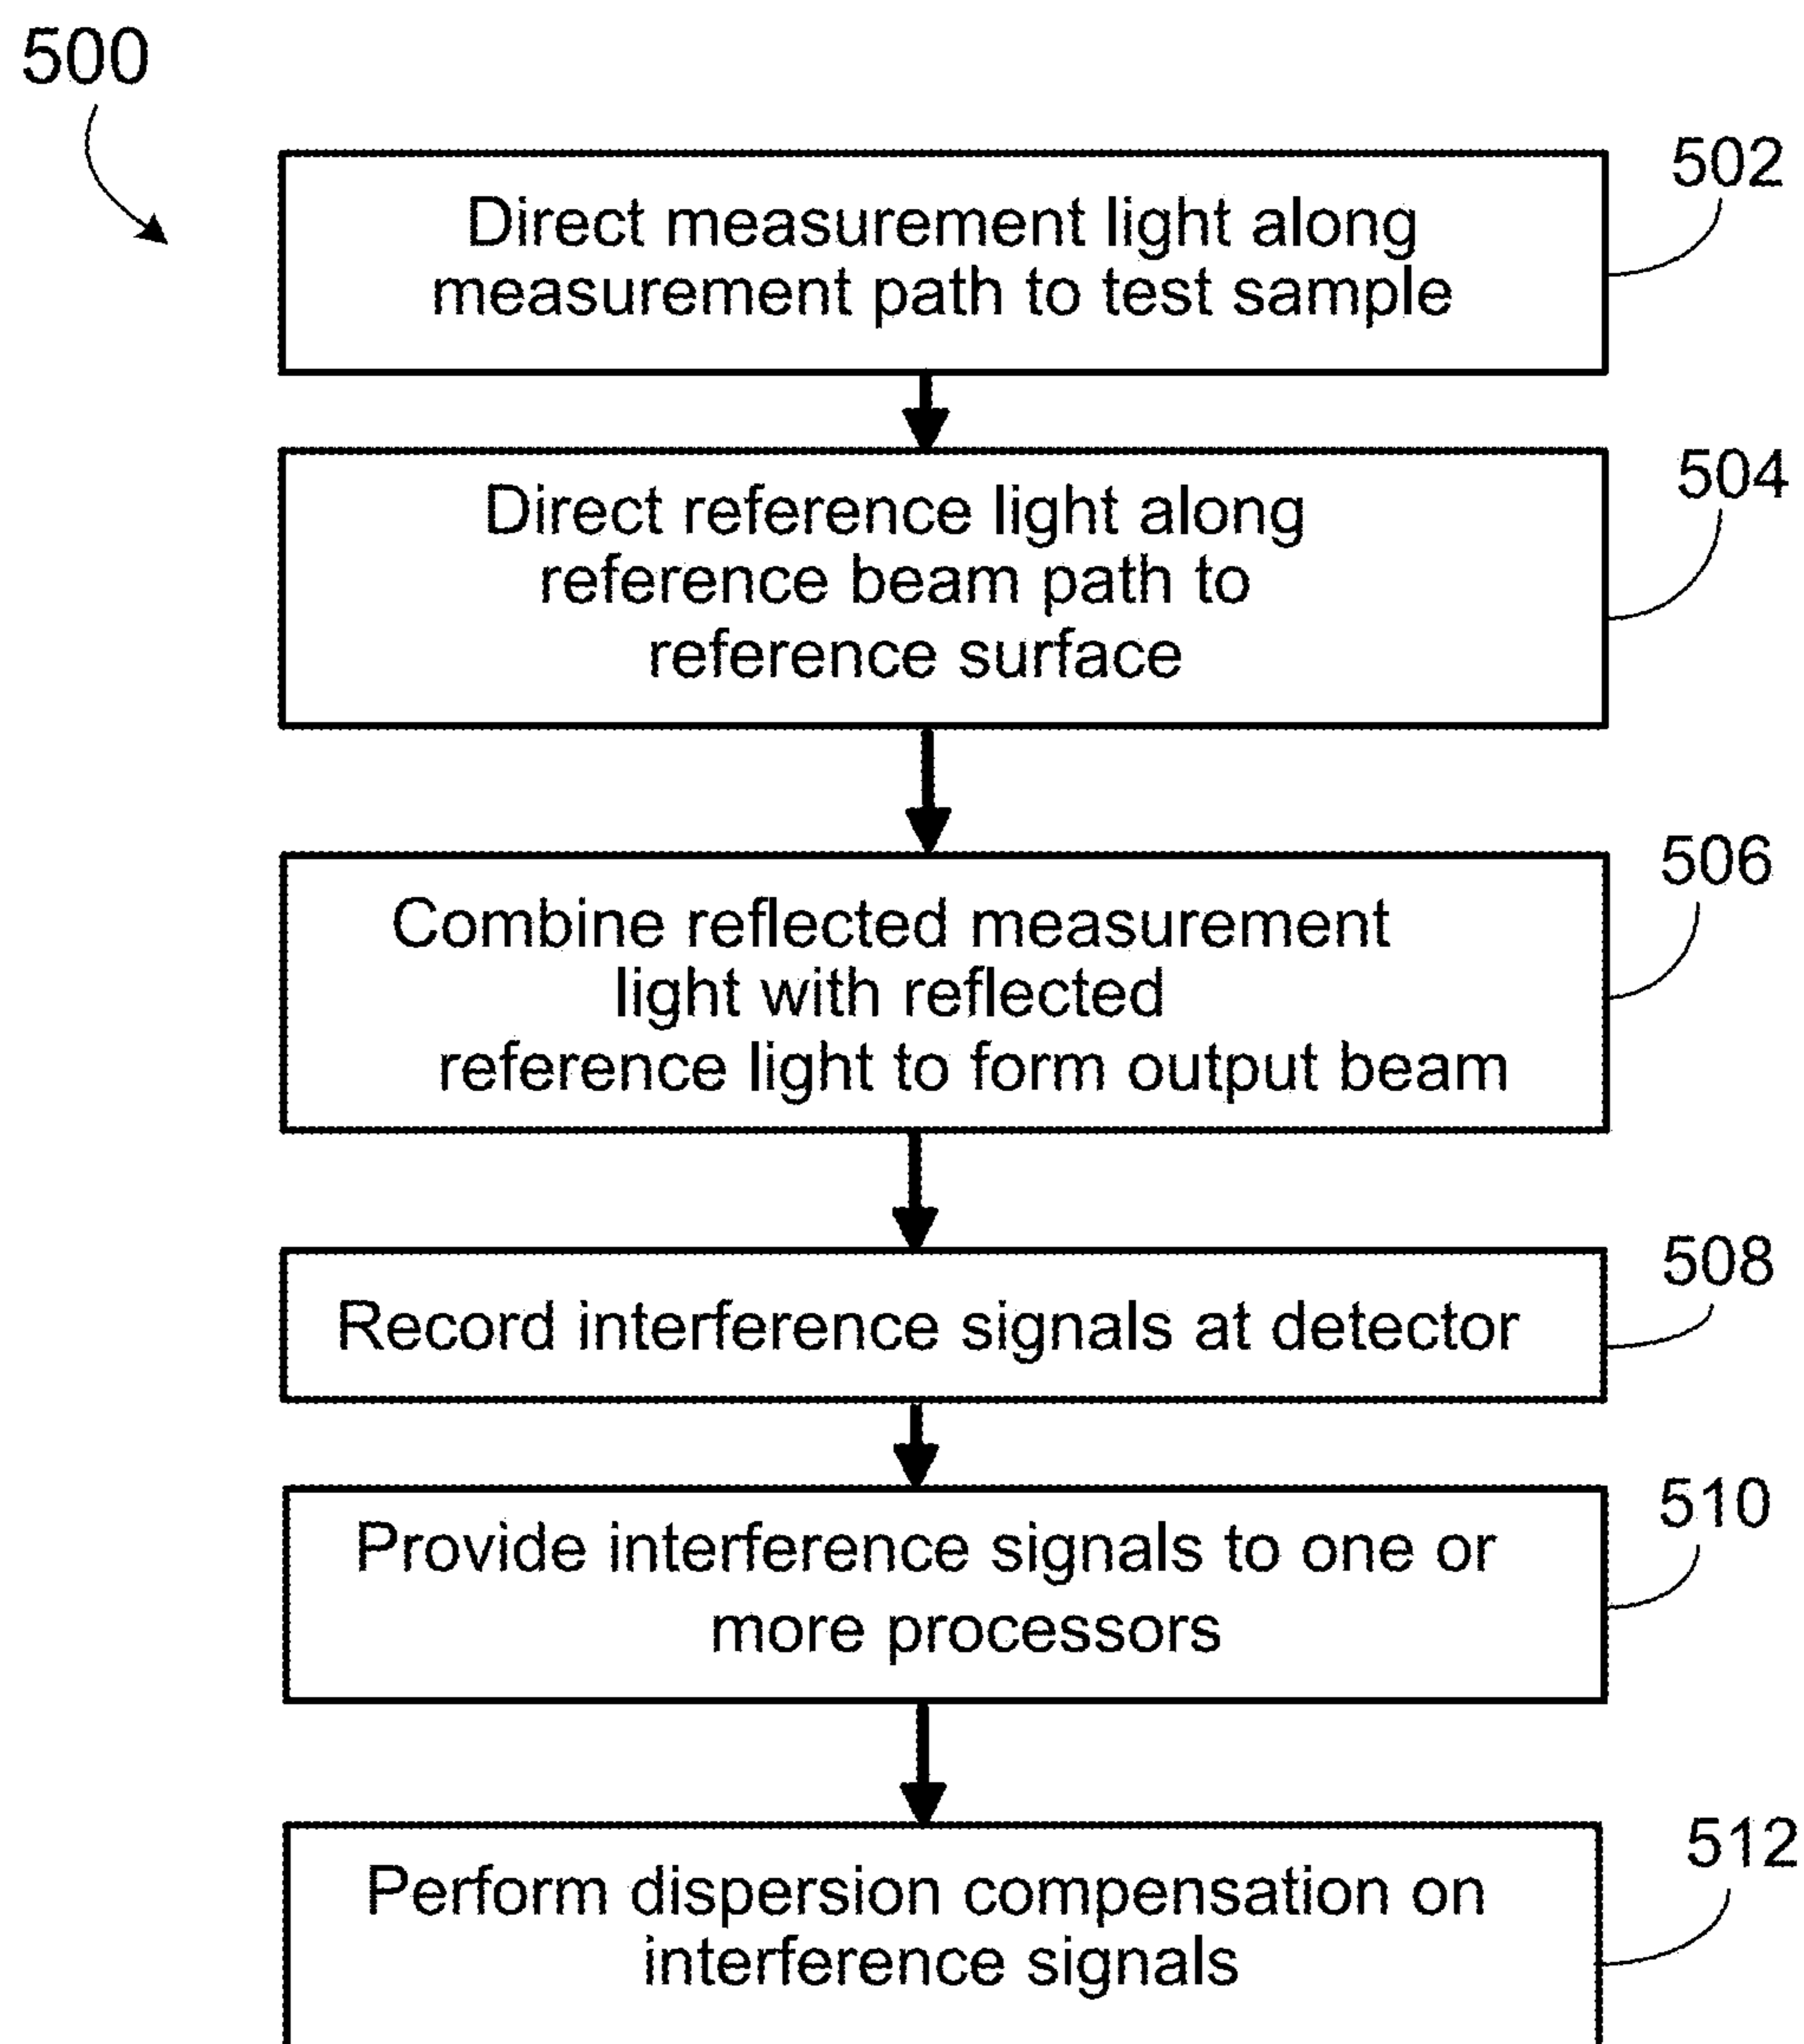 500
502
Direct measurement light along
measurement path to test sample
504
Direct reference light along
reference beam path to
reference surface
506
Combine reflected measurement
light with reflected
reference light to form output beam
508
Record interference signals at detector
510
Provide interference signals to one or
more processors
512
Perform dispersion compensation on
interference signals